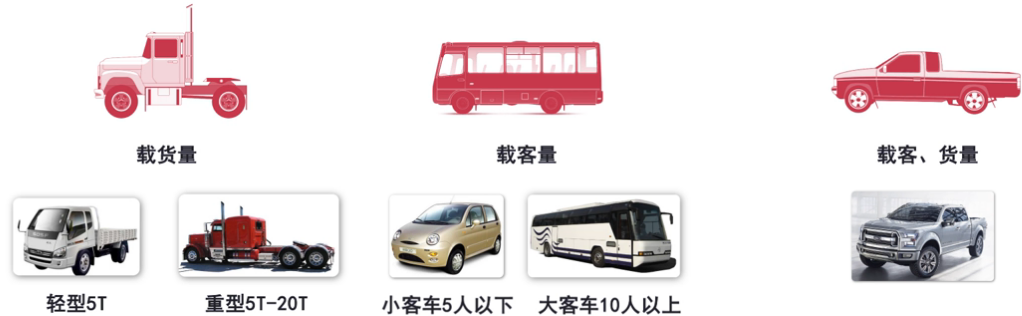 载货量
载客量
载客、货量
轻型5T
重型5T-20T
小客车5人以下
大客车10人以上